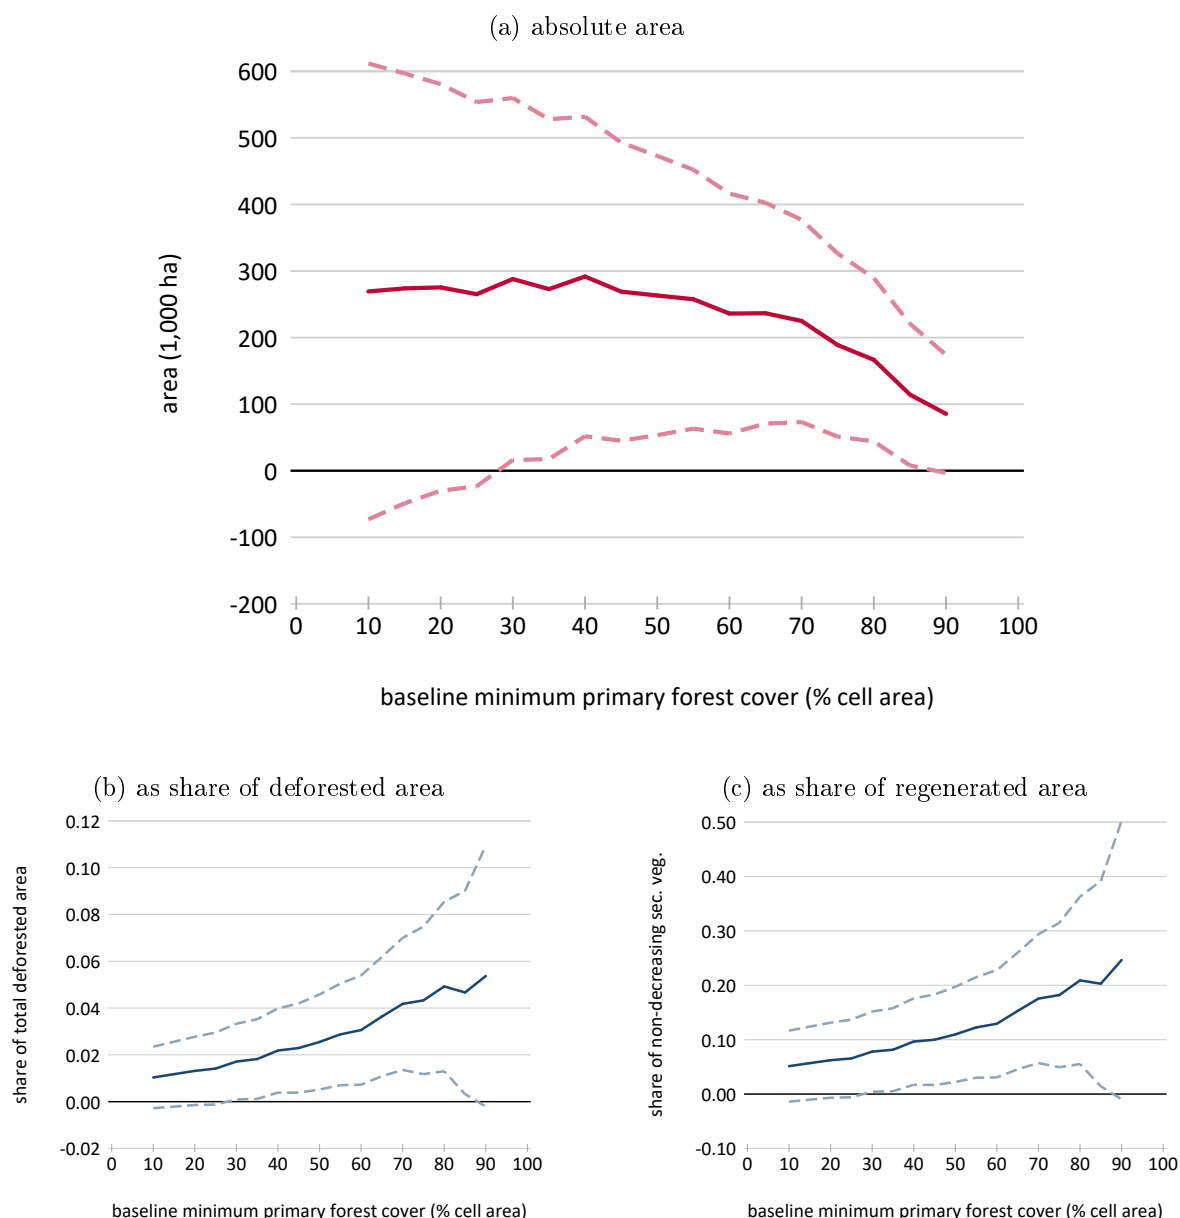 (a) absolute area
600
500
400
300
200
100
0
-100
-200
area (1,000 ha)
0 10 20 30 40 50 60 70 80 90 100
baseline minimum primary forest cover (% cell area)
(b) as share of deforested area
0.12
0.10
0.08
0.06
0.04
0.02
0.00
-0.02
share of total deforested area
0 10 20 30 40 50 60 70 80 90 100
baseline minimum primary forest cover (% cell area)
(c) as share of regenerated area
0.50
0.40
0.30
0.20
0.10
0.00
-0.10
share of non-decreasing sec. veg.
0 10 20 30 40 50 60 70 80 90 100
baseline minimum primary forest cover (% cell area)